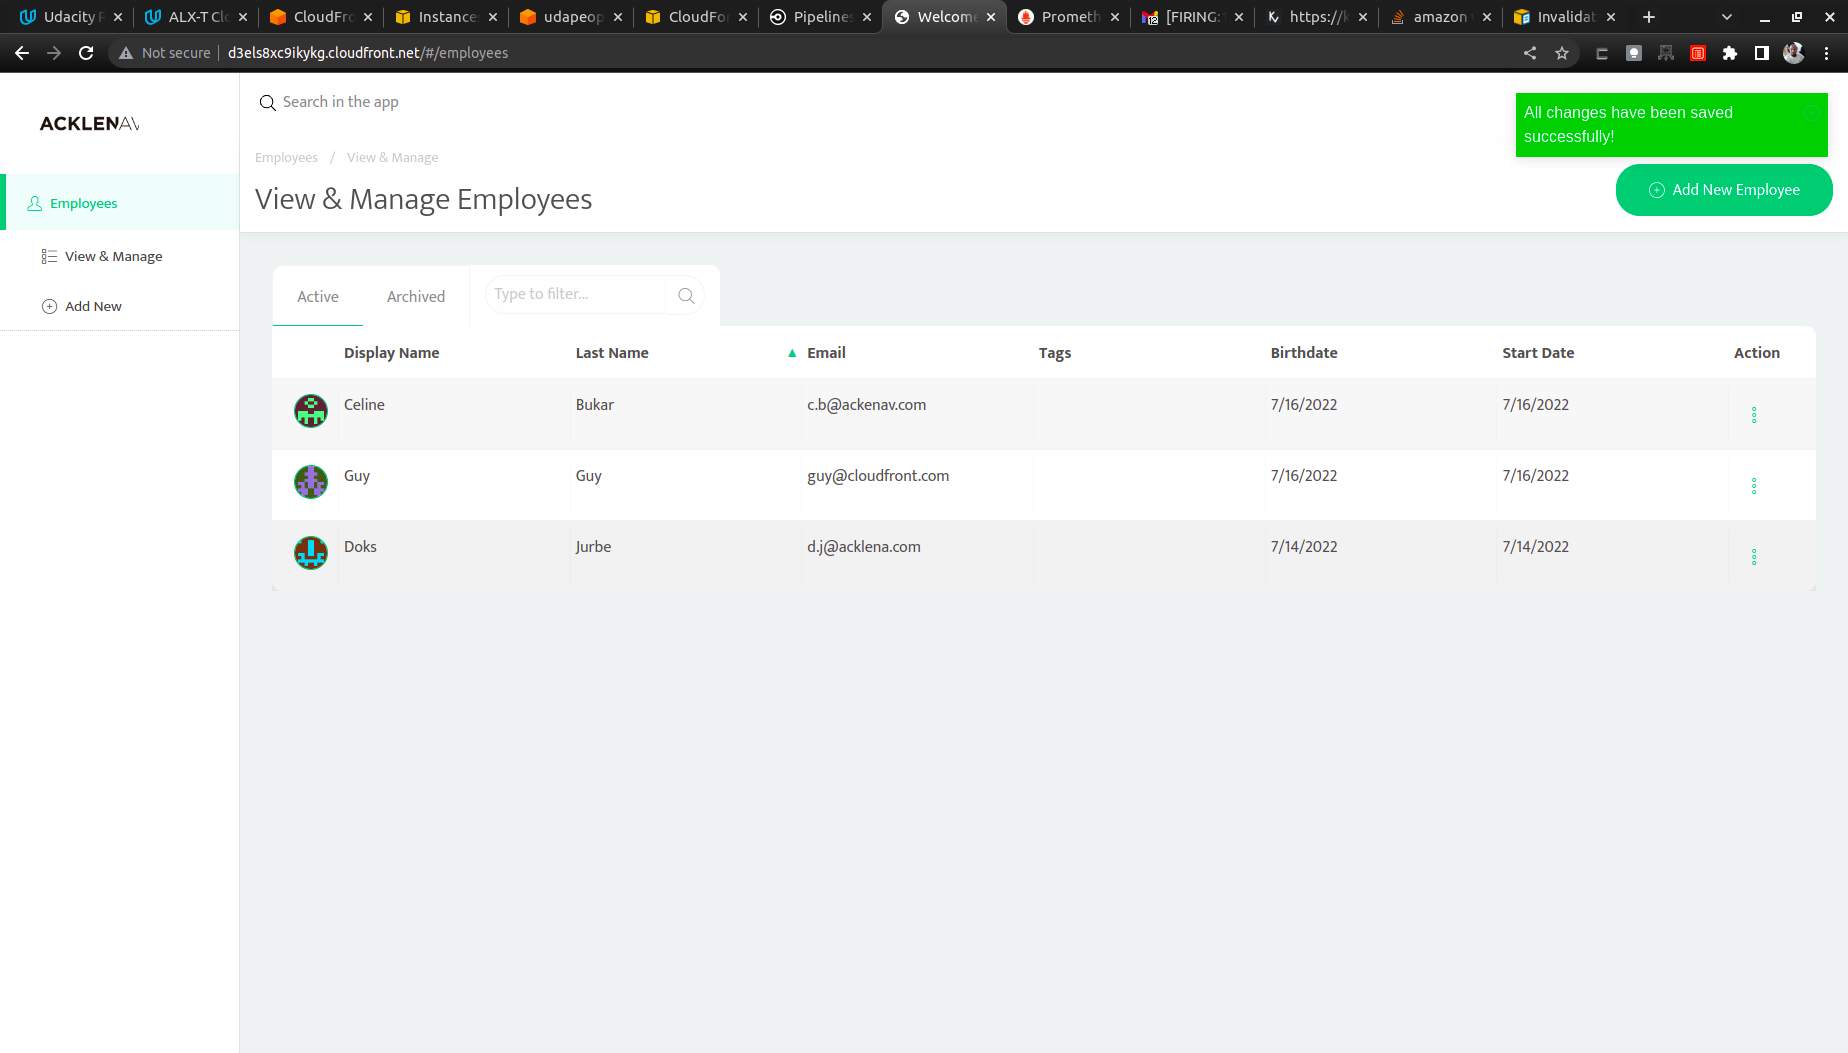 Udacity
ALX-T Cl
CloudFr
Instance
udapeop
CloudFo
Pipelines
Welcome
Prometh
[FIRING:
https://k
amazon
Invalidat
Not secure
d3els8xc9ikykg.cloudfront.net/#/employees
ACKLENAV
Search in the app
All changes have been saved
successfully!
Employees / View & Manage
View & Manage Employees
Add New Employee
Employees
View & Manage
Add New
Active Archived Type to filter...
Display Name Last Name ▲ Email Tags Birthdate Start Date Action
Celine Bukar c.b@ackenav.com 7/16/2022 7/16/2022
Guy Guy guy@cloudfront.com 7/16/2022 7/16/2022
Doks Jurbe d.j@acklena.com 7/14/2022 7/14/2022